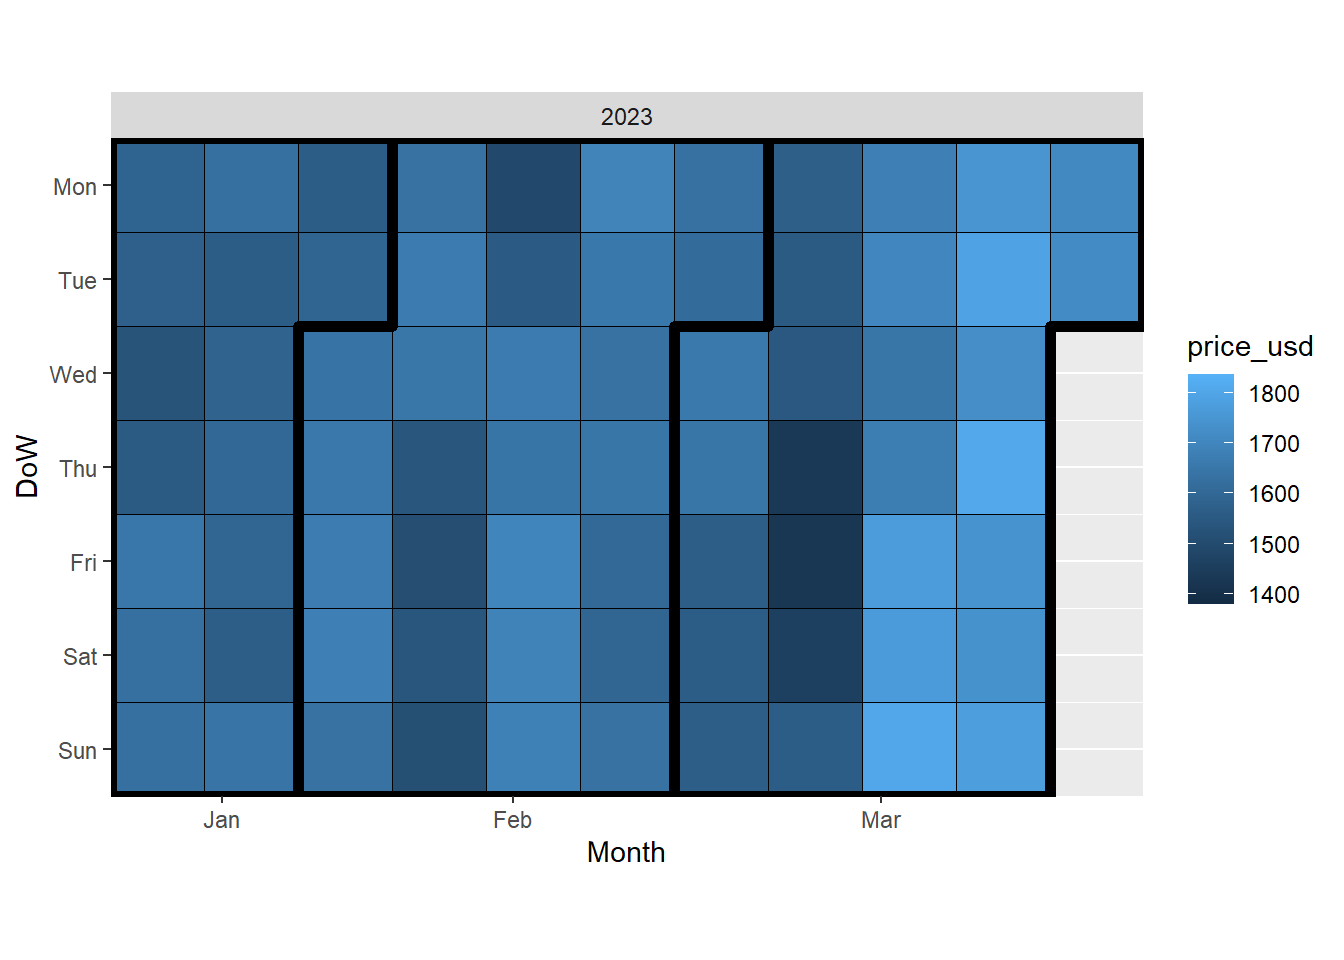 2023
Mon
Tue
Wed
Thu
Fri
Sat
Sun
DoW
Jan Feb Mar
Month
price_usd
1800
1700
1600
1500
1400